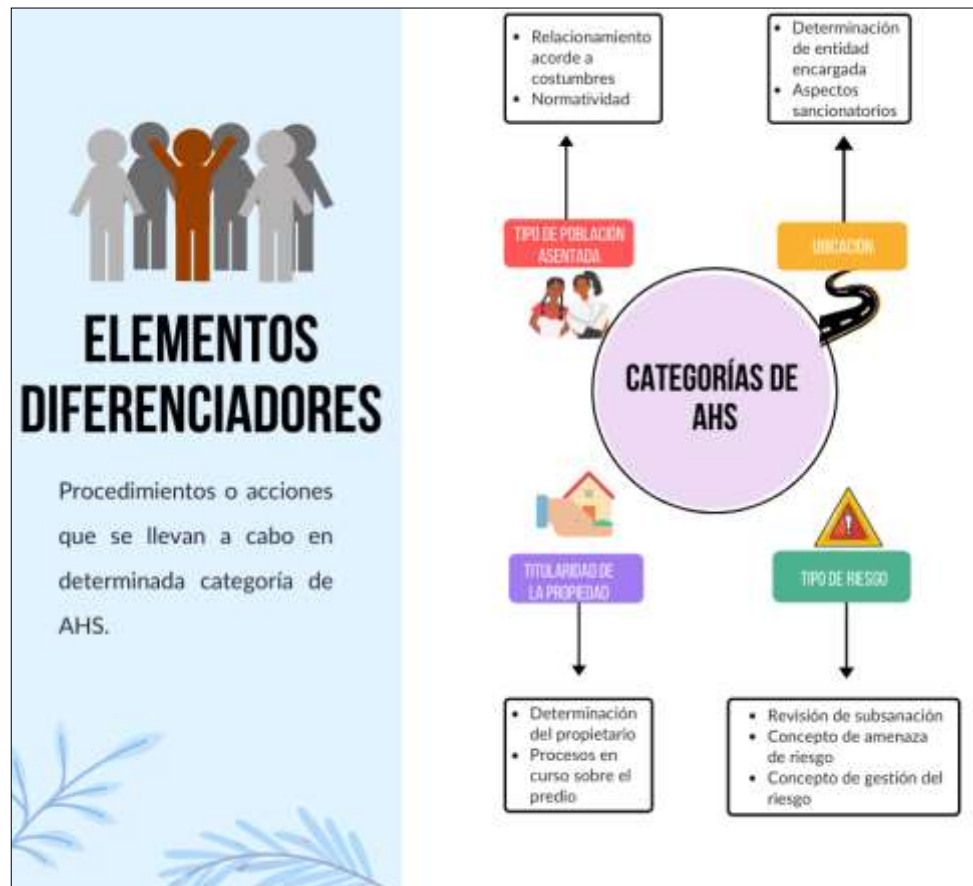 ELEMENTOS
DIFERENCIADORES
Procedimientos o acciones
que se llevan a cabo en
determinada categoría de
AHS.
• Relacionamiento
acorde a
costumbres
• Normatividad
• Determinación
de entidad
encargada
• Aspectos
sancionatorios
TIPO DE POBLACIÓN
ASENTADA
UBICACIÓN
CATEGORÍAS DE
AHS
TITULARIDAD DE
LA PROPIEDAD
TIPO DE RIESGO
• Determinación
del propietario
• Procesos en
curso sobre el
predio
• Revisión de subsanación
• Concepto de amenaza
de riesgo
• Concepto de gestión del
riesgo